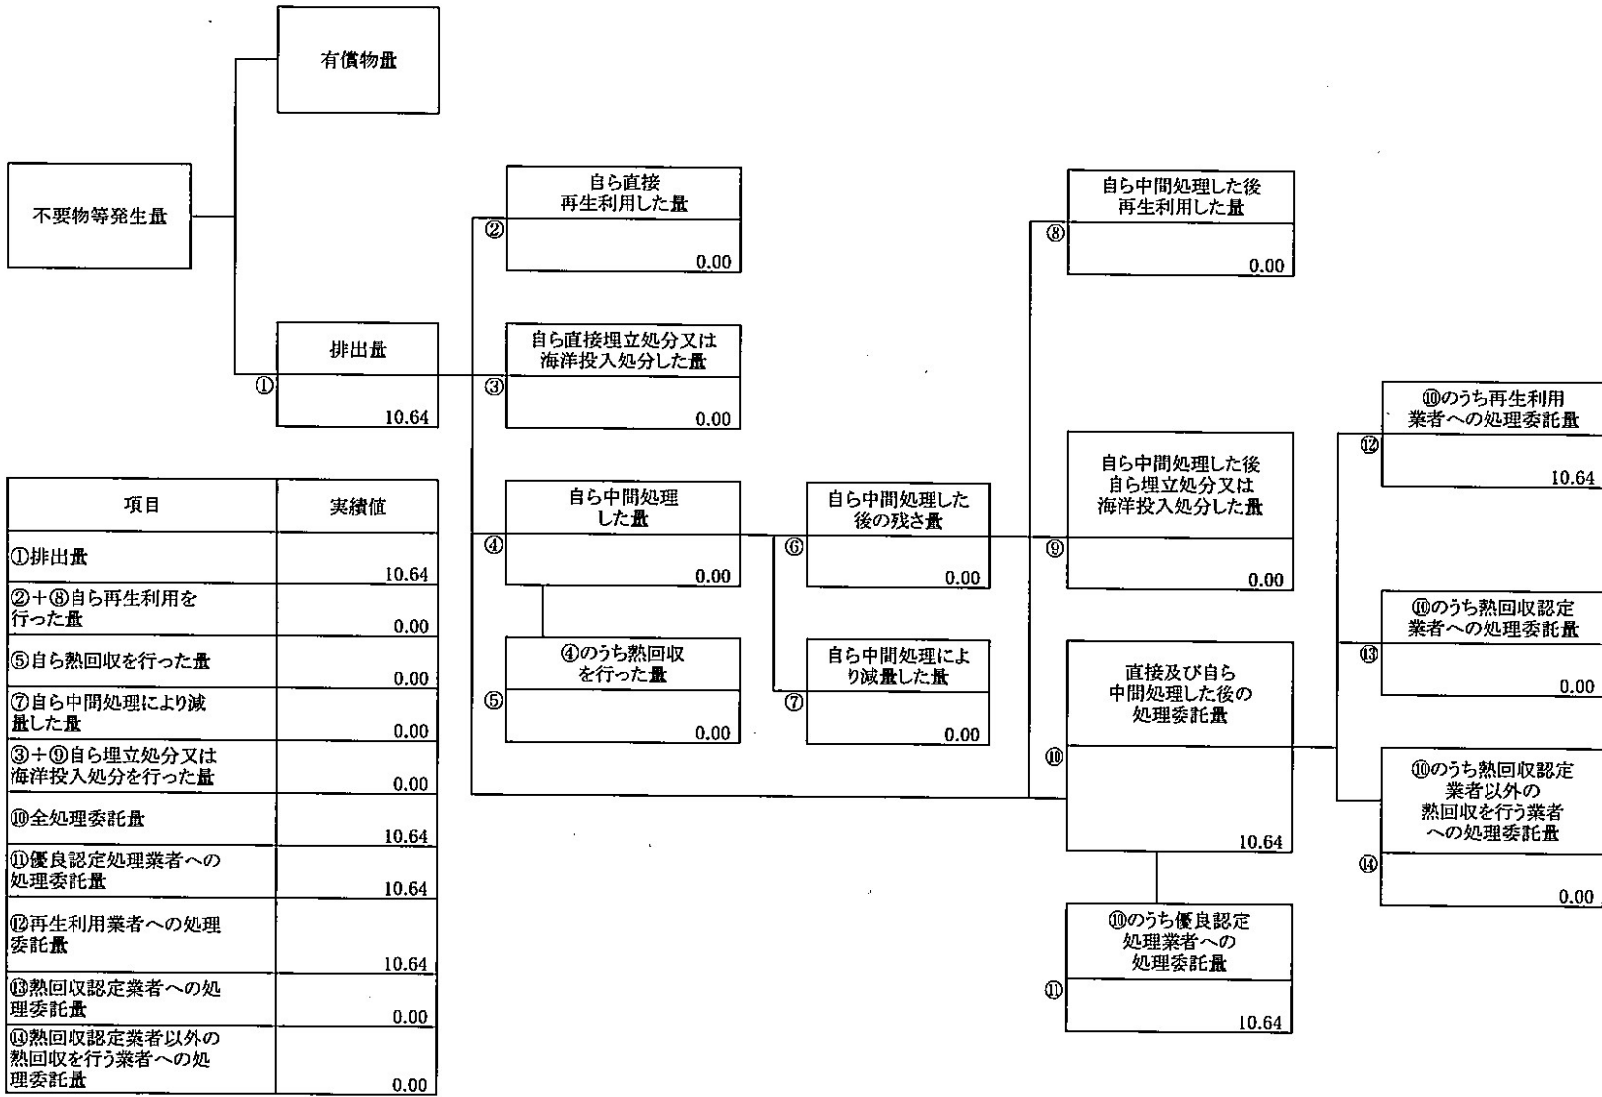 有償物量
不要物等発生量
①
排出量
10.64
②
自ら直接
再生利用した量
0.00
③
自ら直接埋立処分又は
海洋投入処分した量
0.00
④
自ら中間処理
した量
0.00
⑤
④のうち熱回収
を行った量
0.00
⑥
自ら中間処理した
後の残さ量
0.00
⑦
自ら中間処理によ
り減量した量
0.00
⑧
自ら中間処理した後
再生利用した量
0.00
⑨
自ら中間処理した後
自ら埋立処分又は
海洋投入処分した量
0.00
⑩
直接及び自ら
中間処理した後の
処理委託量
10.64
⑪
⑩のうち優良認定
処理業者への
処理委託量
10.64
⑫
⑩のうち再生利用
業者への処理委託量
10.64
⑬
⑩のうち熱回収認定
業者への処理委託量
0.00
⑭
⑩のうち熱回収認定
業者以外の
熱回収を行う業者
への処理委託量
0.00
項目 実績値
①排出量
10.64
②+⑧自ら再生利用を
行った量
0.00
⑤自ら熱回収を行った量
0.00
⑦自ら中間処理により減
量した量
0.00
③+⑨自ら埋立処分又は
海洋投入処分を行った量
0.00
⑩全処理委託量
10.64
⑪優良認定処理業者への
処理委託量
10.64
⑫再生利用業者への処理
委託量
10.64
⑬熱回収認定業者への処
理委託量
0.00
⑭熱回収認定業者以外の
熱回収を行う業者への処
理委託量
0.00